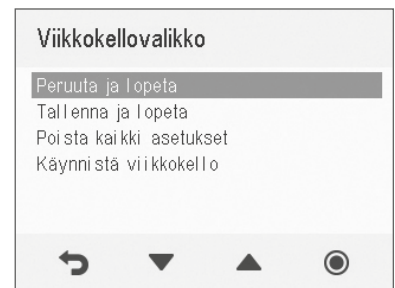 Viikkokellovalikko
Peruuta ja lopeta
Tallenna ja lopeta
Poista kaikki asetukset
Käynnistä viikkokello